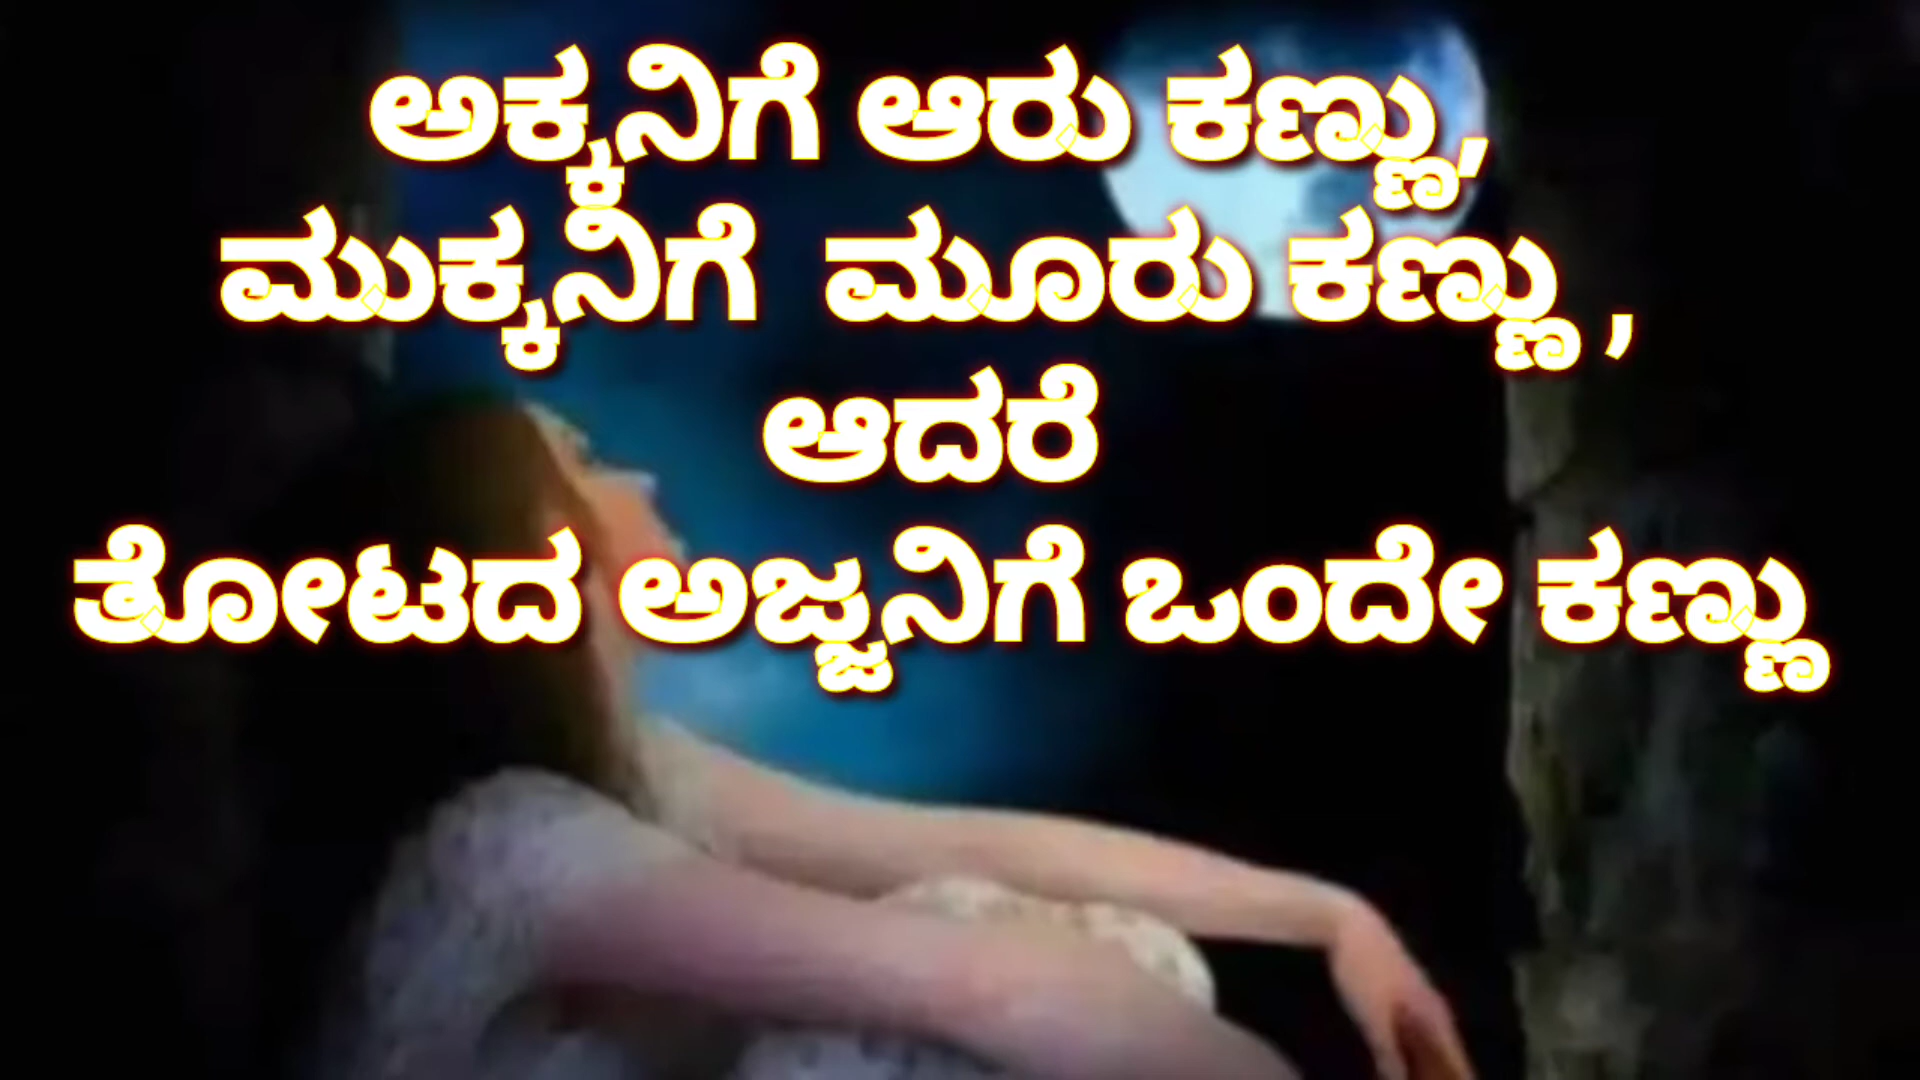 ಅಕ್ಕನಿಗೆ ಆರು ಕಣ್ಣು,
ಮುಕ್ಕನಿಗೆ ಮೂರು ಕಣ್ಣು ,
ಆದರೆ
ತೋಟದ ಅಜ್ಜನಿಗೆ ಒಂದೇ ಕಣ್ಣು